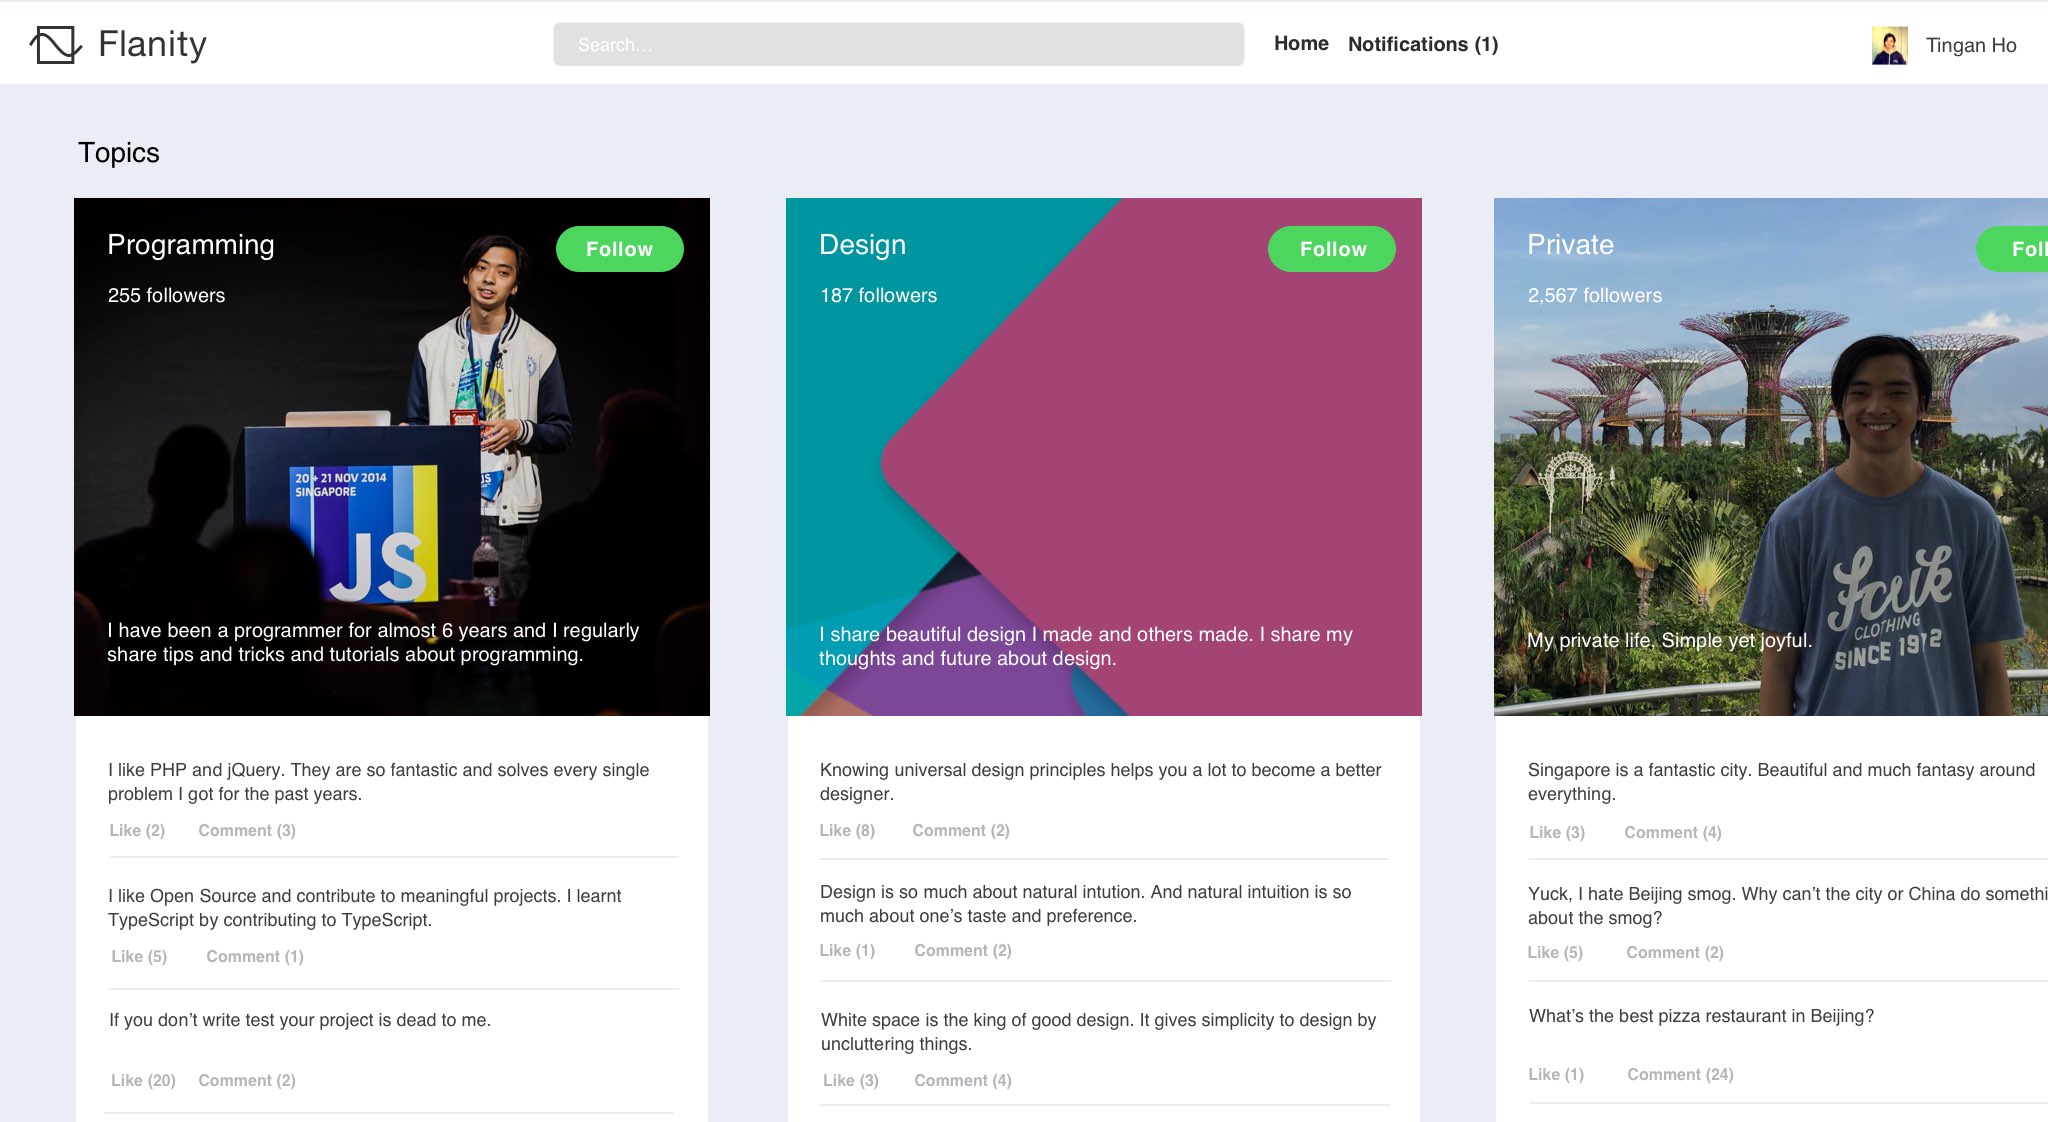 Flanity
Search...
Home
Notifications (1)
Tingan Ho
Topics
Programming
Follow
255 followers
20 + 21 NOV 2014
SINGAPORE
JS
JS
I have been a programmer for almost 6 years and I regularly
share tips and tricks and tutorials about programming.
I like PHP and jQuery. They are so fantastic and solves every single
problem I got for the past years.
Like (2)
Comment (3)
I like Open Source and contribute to meaningful projects. I learnt
TypeScript by contributing to TypeScript.
Like (5)
Comment (1)
If you don’t write test your project is dead to me.
Like (20)
Comment (2)
Design
Follow
187 followers
I share beautiful design I made and others made. I share my
thoughts and future about design.
Knowing universal design principles helps you a lot to become a better
designer.
Like (8)
Comment (2)
Design is so much about natural intution. And natural intuition is so
much about one’s taste and preference.
Like (1)
Comment (2)
White space is the king of good design. It gives simplicity to design by
uncluttering things.
Like (3)
Comment (4)
Private
Foll
2,567 followers
CLOTHING
SINCE 1972
My private life. Simple yet joyful.
Singapore is a fantastic city. Beautiful and much fantasy around
everything.
Like (3)
Comment (4)
Yuck, I hate Beijing smog. Why can’t the city or China do somethi
about the smog?
Like (5)
Comment (2)
What’s the best pizza restaurant in Beijing?
Like (1)
Comment (24)